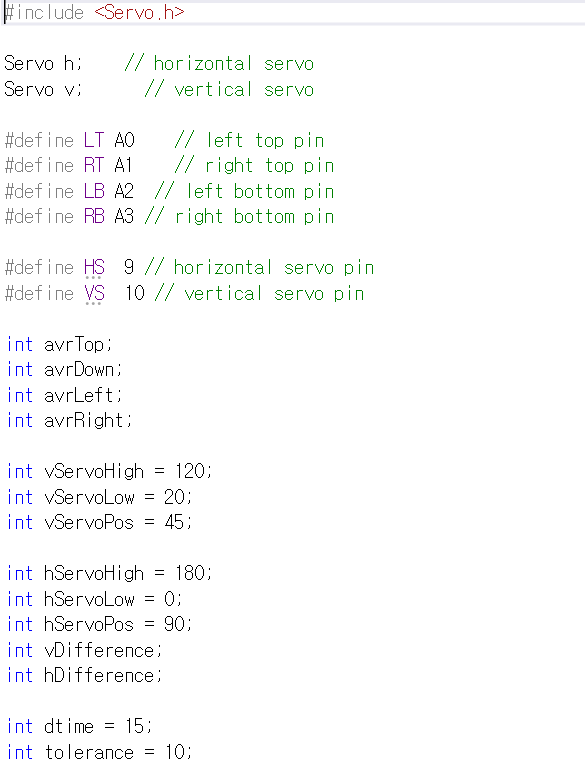 #include <Servo.h>
Servo h; // horizontal servo
Servo v; // vertical servo
#define LT A0 // left top pin
#define RT A1 // right top pin
#define LB A2 // left bottom pin
#define RB A3 // right bottom pin
#define HS 9 // horizontal servo pin
#define VS 10 // vertical servo pin
int avrTop;
int avrDown;
int avrLeft;
int avrRight;
int vServoHigh = 120;
int vServoLow = 20;
int vServoPos = 45;
int hServoHigh = 180;
int hServoLow = 0;
int hServoPos = 90;
int vDifference;
int hDifference;
int dtime = 15;
int tolerance = 10;